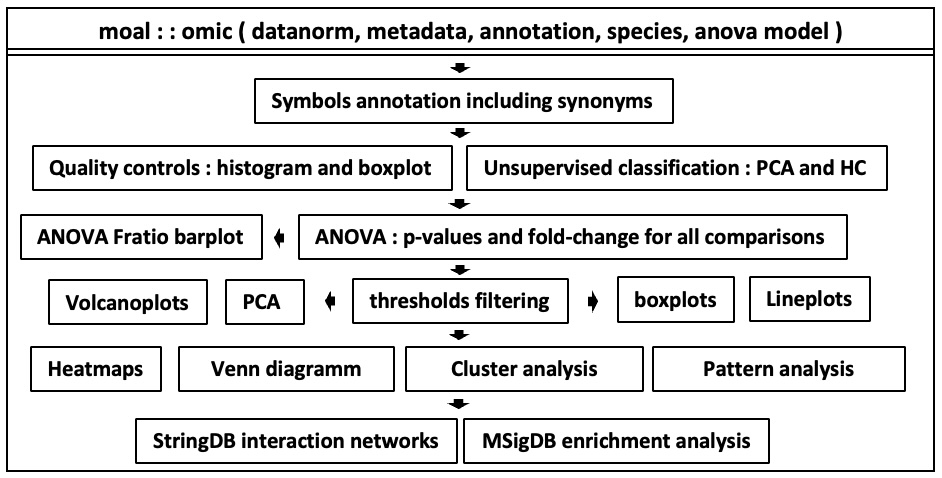 moal : : omic ( datanorm, metadata, annotation, species, anova model )
Symbols annotation including synonyms
Quality controls : histogram and boxplot
Unsupervised classification : PCA and HC
ANOVA Fratio barplot
ANOVA : p-values and fold-change for all comparisons
Volcanoplots
PCA
thresholds filtering
boxplots
Lineplots
Heatmaps
Venn diagramm
Cluster analysis
Pattern analysis
StringDB interaction networks
MSigDB enrichment analysis